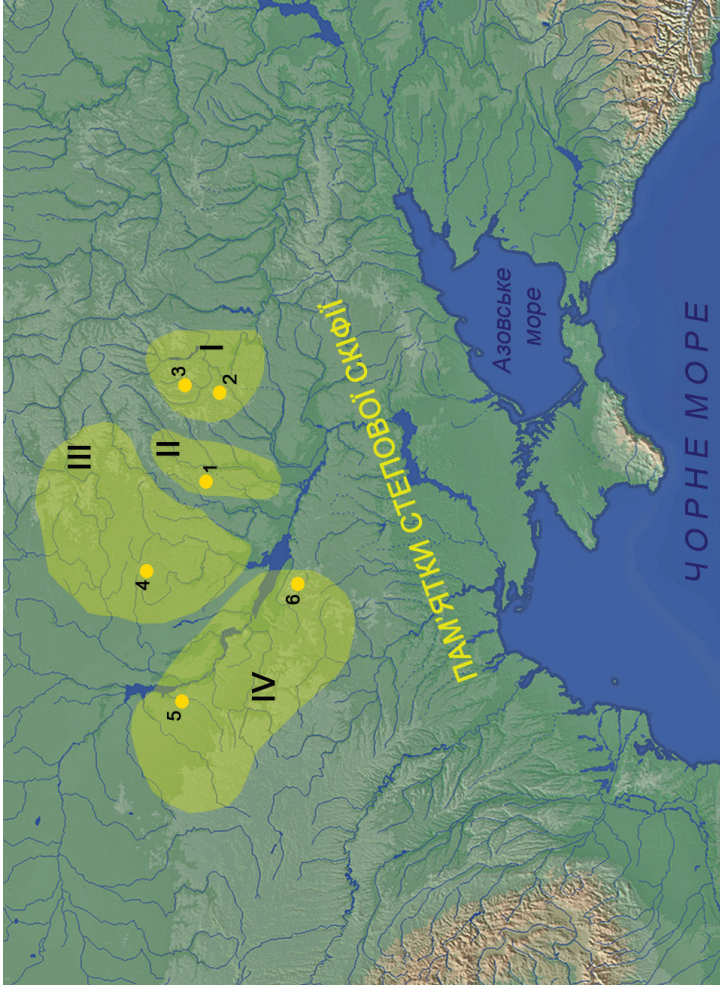 III
4
II
5
3
1
I
2
IV
6
ПАМ'ЯТКИ СТЕПОВОЇ СКІФІЇ
Азовське
море
ЧОРНЕ МОРЕ